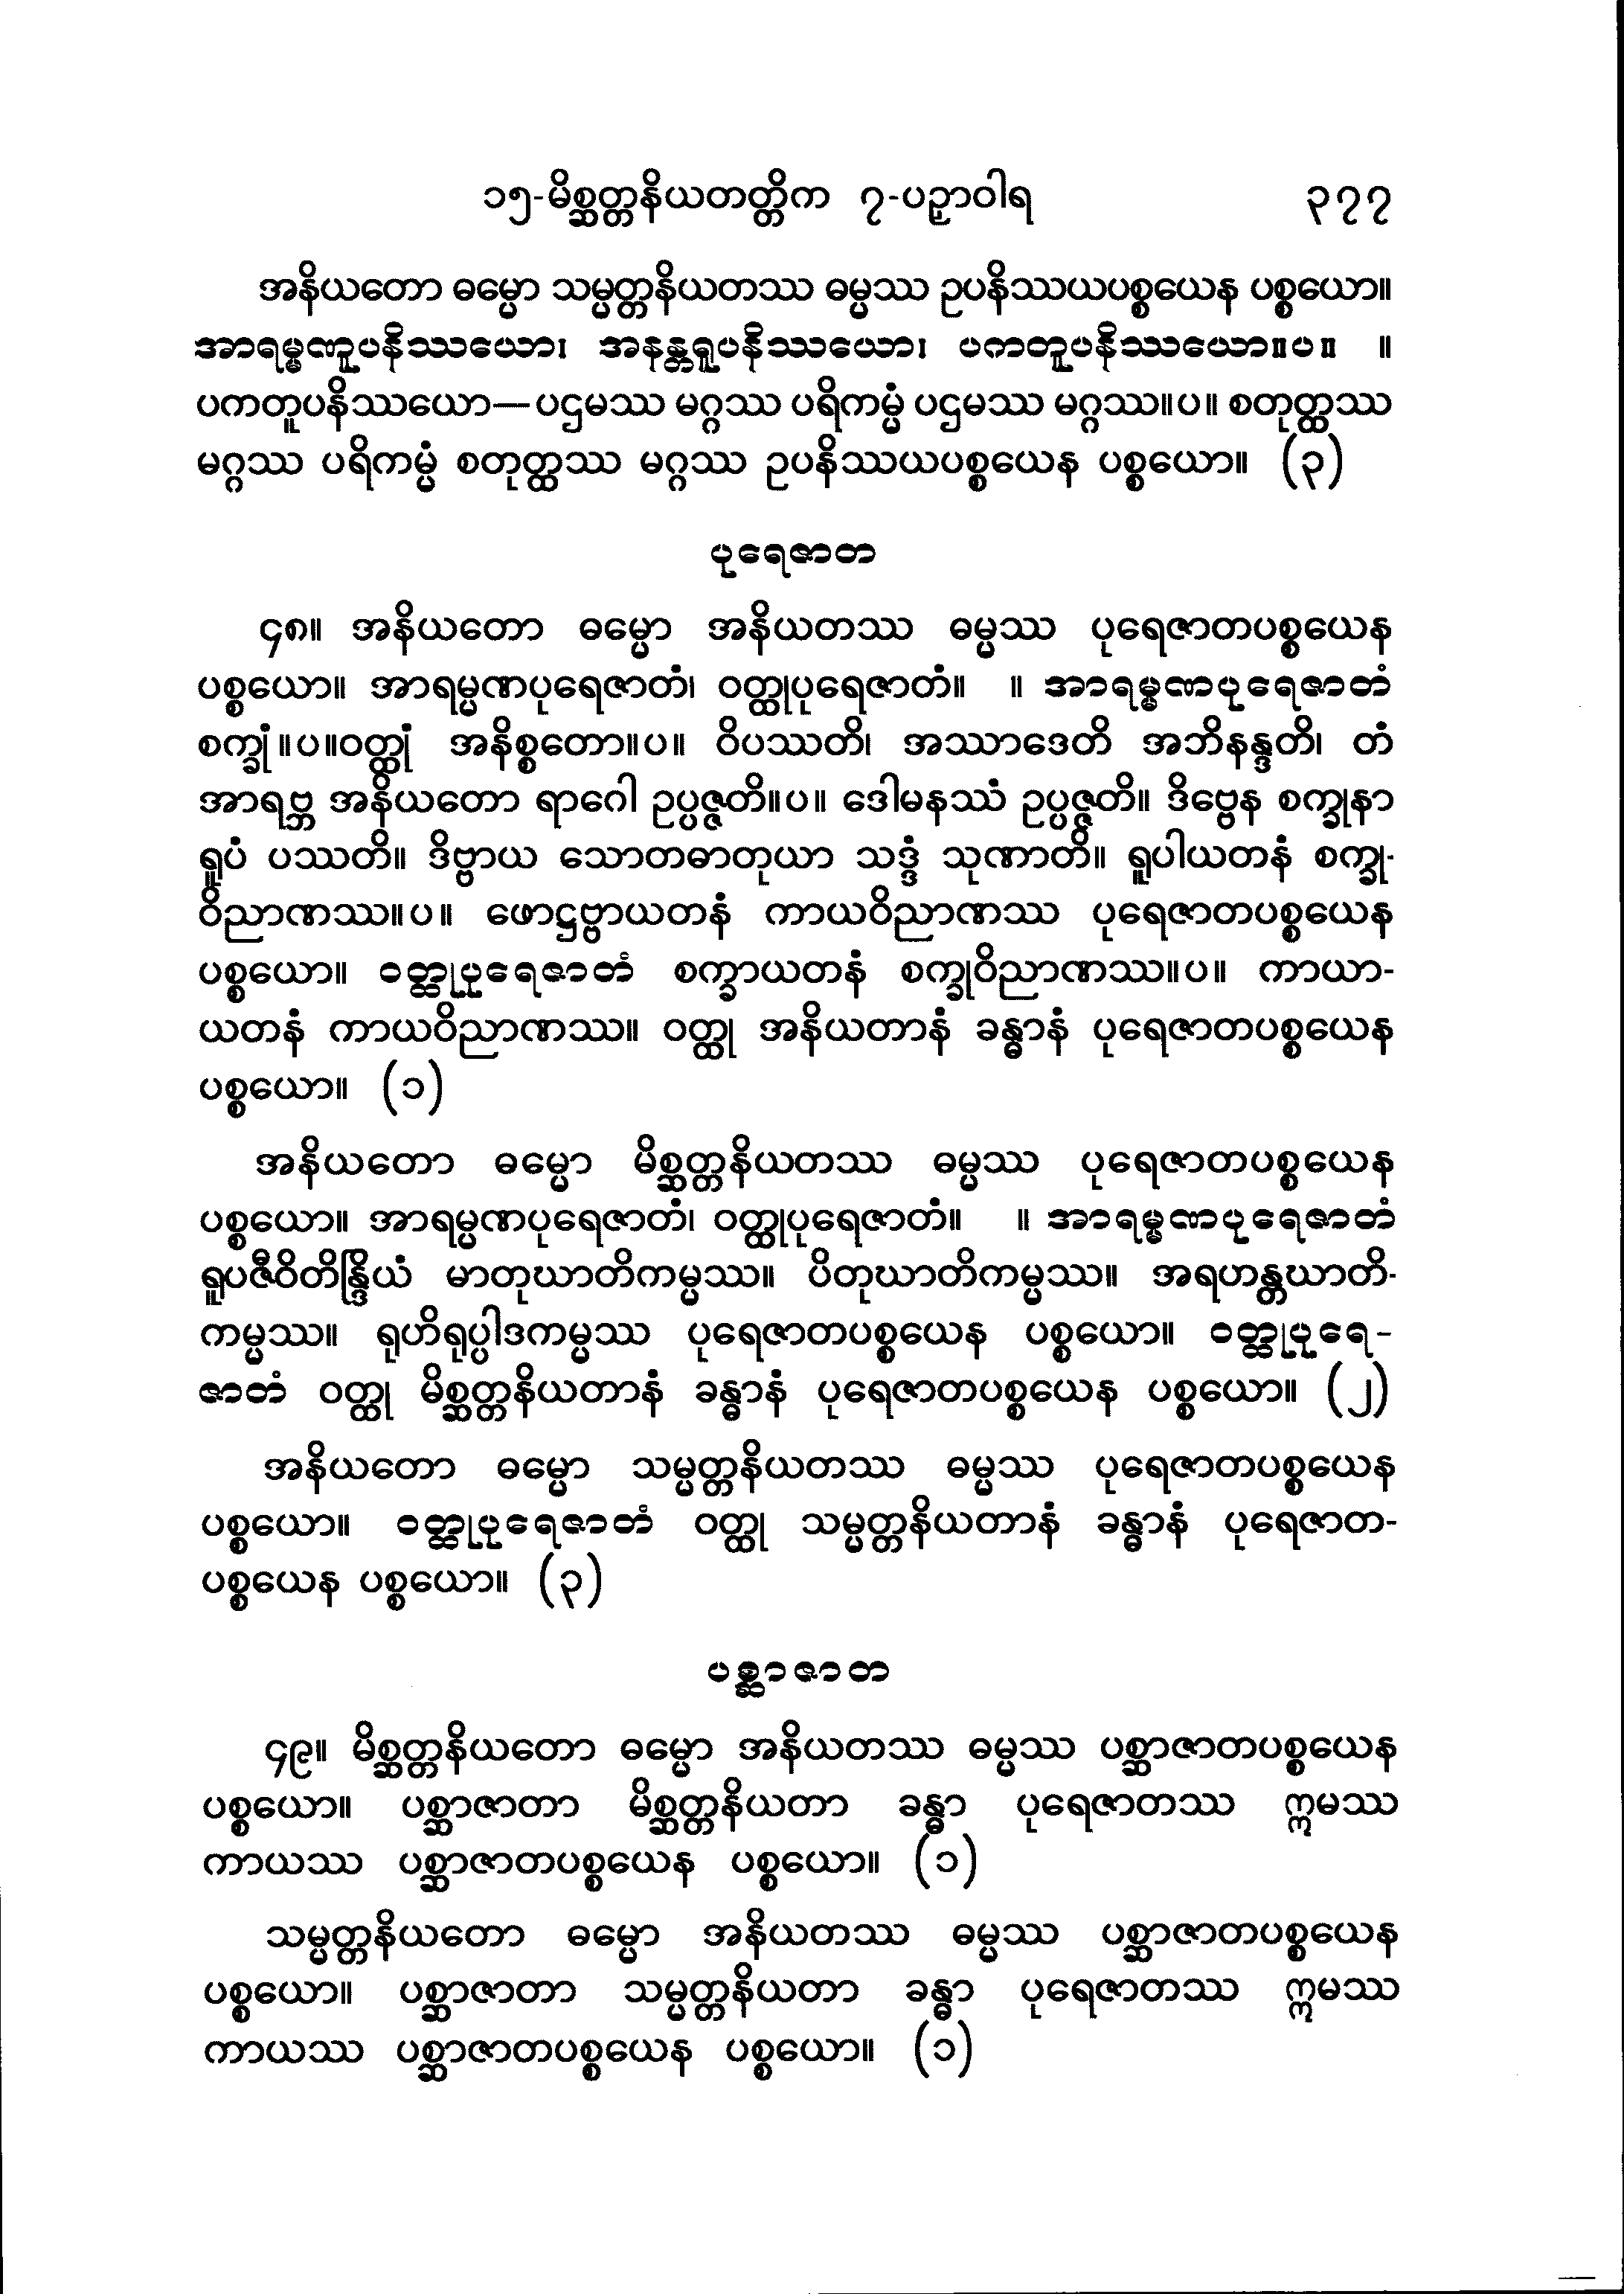 ၁၅-မိစ္ဆတ္တနိယတတ္တိက ၇-ပဉှာဝါရ ၃၇၇
အနိယတော ဓမ္မော သမ္မတ္တနိယတဿ ဓမ္မဿ ဥပနိဿယပစ္စယေန ပစ္စယော။
အာရမ္မဏူပနိဿယော၊ အနန္တရူပနိဿယော၊ ပကတူပနိဿယော။ပ။ ။
ပကတူပနိဿယော—ပဌမဿ မဂ္ဂဿ ပရိကမ္မံ ပဌမဿ မဂ္ဂဿ။ပ။ စတုတ္ထဿ
မဂ္ဂဿ ပရိကမ္မံ စတုတ္ထဿ မဂ္ဂဿ ဥပနိဿယပစ္စယေန ပစ္စယော။ (၃)
ပုရေဇာတ
၄၈။ အနိယတော ဓမ္မော အနိယတဿ ဓမ္မဿ ပုရေဇာတပစ္စယေန
ပစ္စယော။ အာရမ္မဏပုရေဇာတံ၊ ဝတ္ထုပုရေဇာတံ။ ။ အာရမ္မဏပုရေဇာတံ
စက္ခုံ။ပ။ဝတ္ထုံ အနိစ္စတော။ပ။ ဝိပဿတိ၊ အဿာဒေတိ အဘိနန္ဒတိ၊ တံ
အာရဗ္ဘ အနိယတော ရာဂေါ ဥပ္ပဇ္ဇတိ။ပ။ ဒေါမနဿံ ဥပ္ပဇ္ဇတိ။ ဒိဗ္ဗေန စက္ခုနာ
ရူပံ ပဿတိ။ ဒိဗ္ဗာယ သောတဓာတုယာ သဒ္ဒံ သုဏာတိ။ ရူပါယတနံ စက္ခု-
ဝိညာဏဿ။ပ။ ဖောဋ္ဌဗ္ဗာယတနံ ကာယဝိညာဏဿ ပုရေဇာတပစ္စယေန
ပစ္စယော။ ဝတ္ထုပုရေဇာတံ စက္ခာယတနံ စက္ခုဝိညာဏဿ။ပ။ ကာယာ-
ယတနံ ကာယဝိညာဏဿ။ ဝတ္ထု အနိယတာနံ ခန္ဓာနံ ပုရေဇာတပစ္စယေန
ပစ္စယော။ (၁)
အနိယတော ဓမ္မော မိစ္ဆတ္တနိယတဿ ဓမ္မဿ ပုရေဇာတပစ္စယေန
ပစ္စယော။ အာရမ္မဏပုရေဇာတံ၊ ဝတ္ထုပုရေဇာတံ။ ။ အာရမ္မဏပုရေဇာတံ
ရူပဇီဝိတိန္ဒြိယံ မာတုဃာတိကမ္မဿ။ ပိတုဃာတိကမ္မဿ။ အရဟန္တဃာတိ-
ကမ္မဿ။ ရုဟိရုပ္ပါဒကမ္မဿ ပုရေဇာတပစ္စယေန ပစ္စယော။ ဝတ္ထုပုရေ-
ဇာတံ ဝတ္ထု မိစ္ဆတ္တနိယတာနံ ခန္ဓာနံ ပုရေဇာတပစ္စယေန ပစ္စယော။ (၂)
အနိယတော ဓမ္မော သမ္မတ္တနိယတဿ ဓမ္မဿ ပုရေဇာတပစ္စယေန
ပစ္စယော။ ဝတ္ထုပုရေဇာတံ ဝတ္ထု သမ္မတ္တနိယတာနံ ခန္ဓာနံ ပုရေဇာတ-
ပစ္စယေန ပစ္စယော။ (၃)
ပစ္ဆာဇာတ
၄၉။ မိစ္ဆတ္တနိယတော ဓမ္မော အနိယတဿ ဓမ္မဿ ပစ္ဆာဇာတပစ္စယေန
ပစ္စယော။ ပစ္ဆာဇာတာ မိစ္ဆတ္တနိယတာ ခန္ဓာ ပုရေဇာတဿ ဣမဿ
ကာယဿ ပစ္ဆာဇာတပစ္စယေန ပစ္စယော။ (၁)
သမ္မတ္တနိယတော ဓမ္မော အနိယတဿ ဓမ္မဿ ပစ္ဆာဇာတပစ္စယေန
ပစ္စယော။ ပစ္ဆာဇာတာ သမ္မတ္တနိယတာ ခန္ဓာ ပုရေဇာတဿ ဣမဿ
ကာယဿ ပစ္ဆာဇာတပစ္စယေန ပစ္စယော။ (၁)